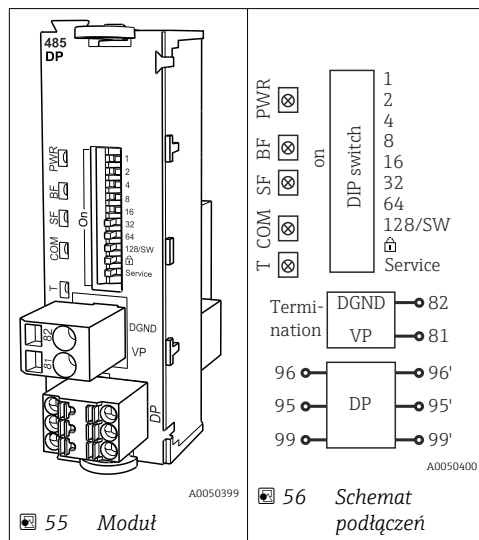 485
DP
PWR
BF
SF
COM
T
On
1
2
4
8
16
32
64
128/SW
Service
DGND
VP
82
81
DP
A0050399
55 Moduł
PWR
BF
SF
COM
T
on
DIP switch
1
2
4
8
16
32
64
128/SW
Service
Termi-
nation
DGND
VP
82
81
96
95
99
DP
96'
95'
99'
A0050400
56 Schemat
podłączeń